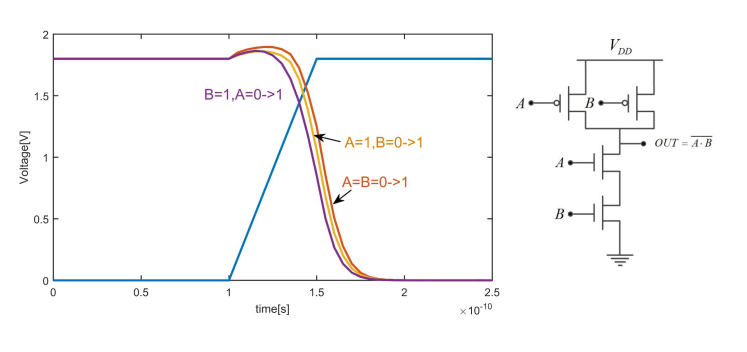 2
1.5
1
0.5
0
Voltage[V]
B=1,A=0->1
A=1,B=0->1
A=B=0->1
0
0.5
1
1.5
2
2.5
time[s]
×10^-10
V_DD
A
B
OUT = \overline{A · B}
A
B